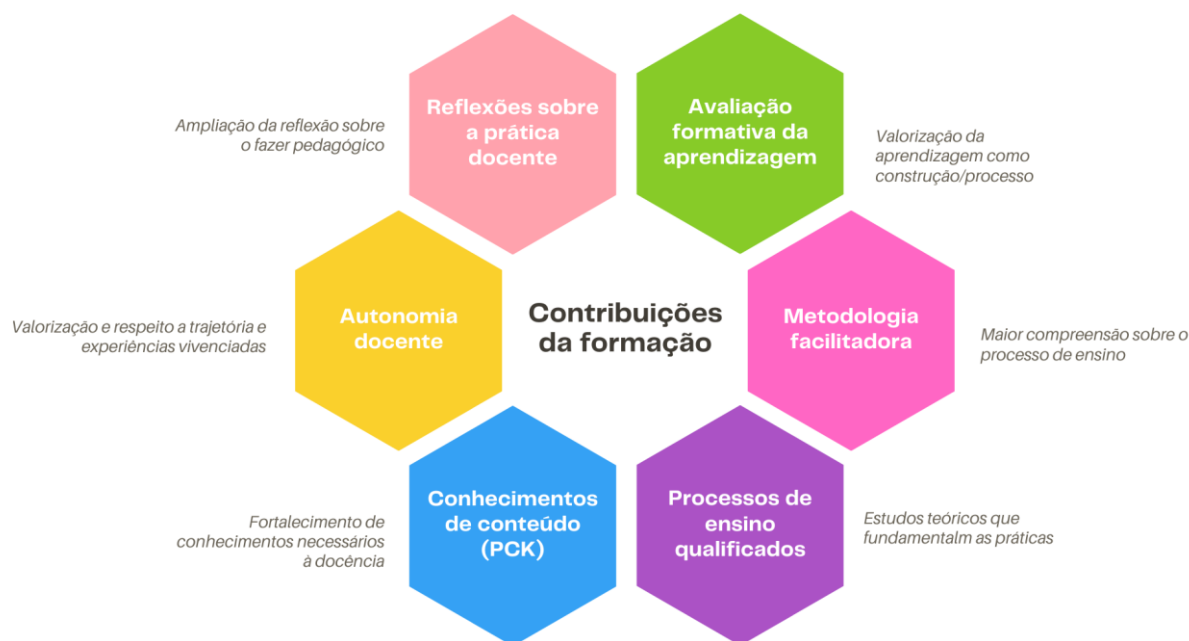 Reflexões sobre
a prática
docente
Ampliação da reflexão sobre
o fazer pedagógico
Avaliação
formativa da
aprendizagem
Valorização da
aprendizagem como
construção/processo
Autonomia
docente
Valorização e respeito a trajetória e
experiências vivenciadas
Contribuições
da formação
Metodologia
facilitadora
Maior compreensão sobre o
processo de ensino
Conhecimentos
de conteúdo
(PCK)
Fortalecimento de
conhecimentos necessários
à docência
Processos de
ensino
qualificados
Estudos teóricos que
fundamentalm as práticas